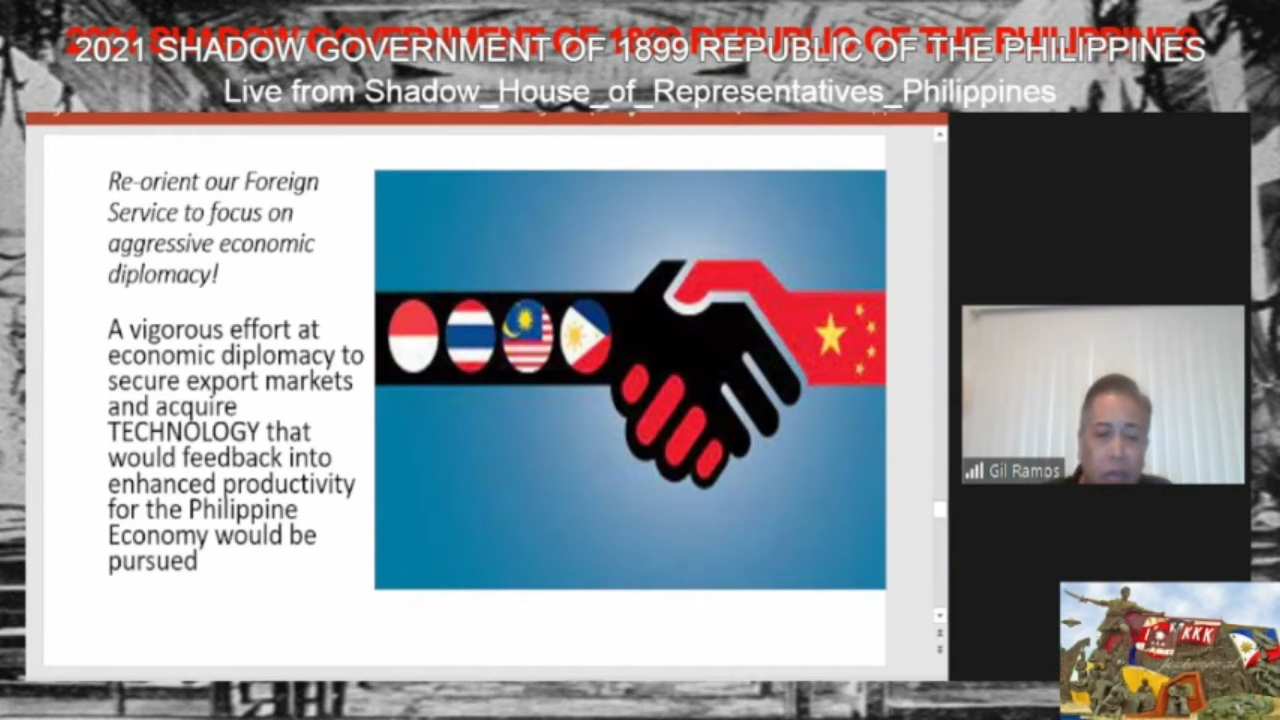 2021 SHADOW GOVERNMENT OF 1899 REPUBLIC OF THE PHILIPPINES
Live from Shadow_House_of_Representatives_Philippines
Re-orient our Foreign
Service to focus on
aggressive economic
diplomacy!
A vigorous effort at
economic diplomacy to
secure export markets
and acquire
TECHNOLOGY that
would feedback into
enhanced productivity
for the Philippine
Economy would be
pursued
Gil Ramos
KKK